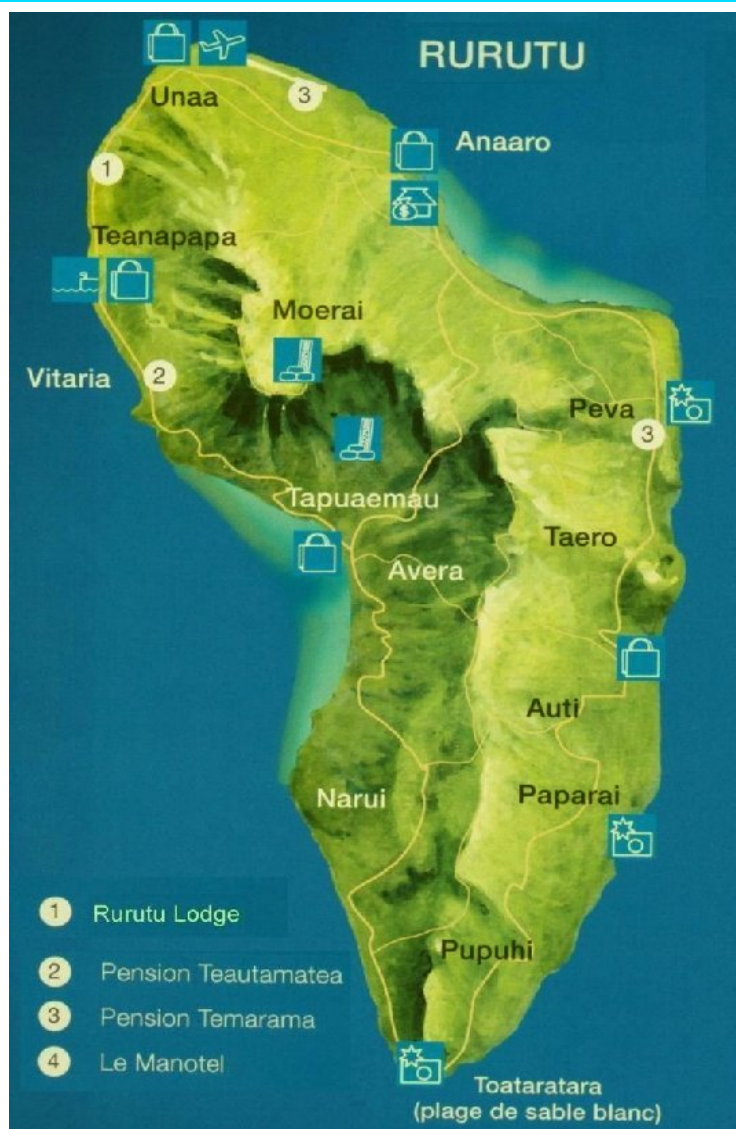 RURUTU
Unaa
3
Anaaro
1
Teanapapa
Moerai
Vitaria
2
Peva
3
Tapuaemau
Taero
Avera
Auti
Narui
Paparai
Pupuhi
1 Rurutu Lodge
2 Pension Teautamatea
3 Pension Temarama
4 Le Manotel
Toataratara
(plage de sable blanc)